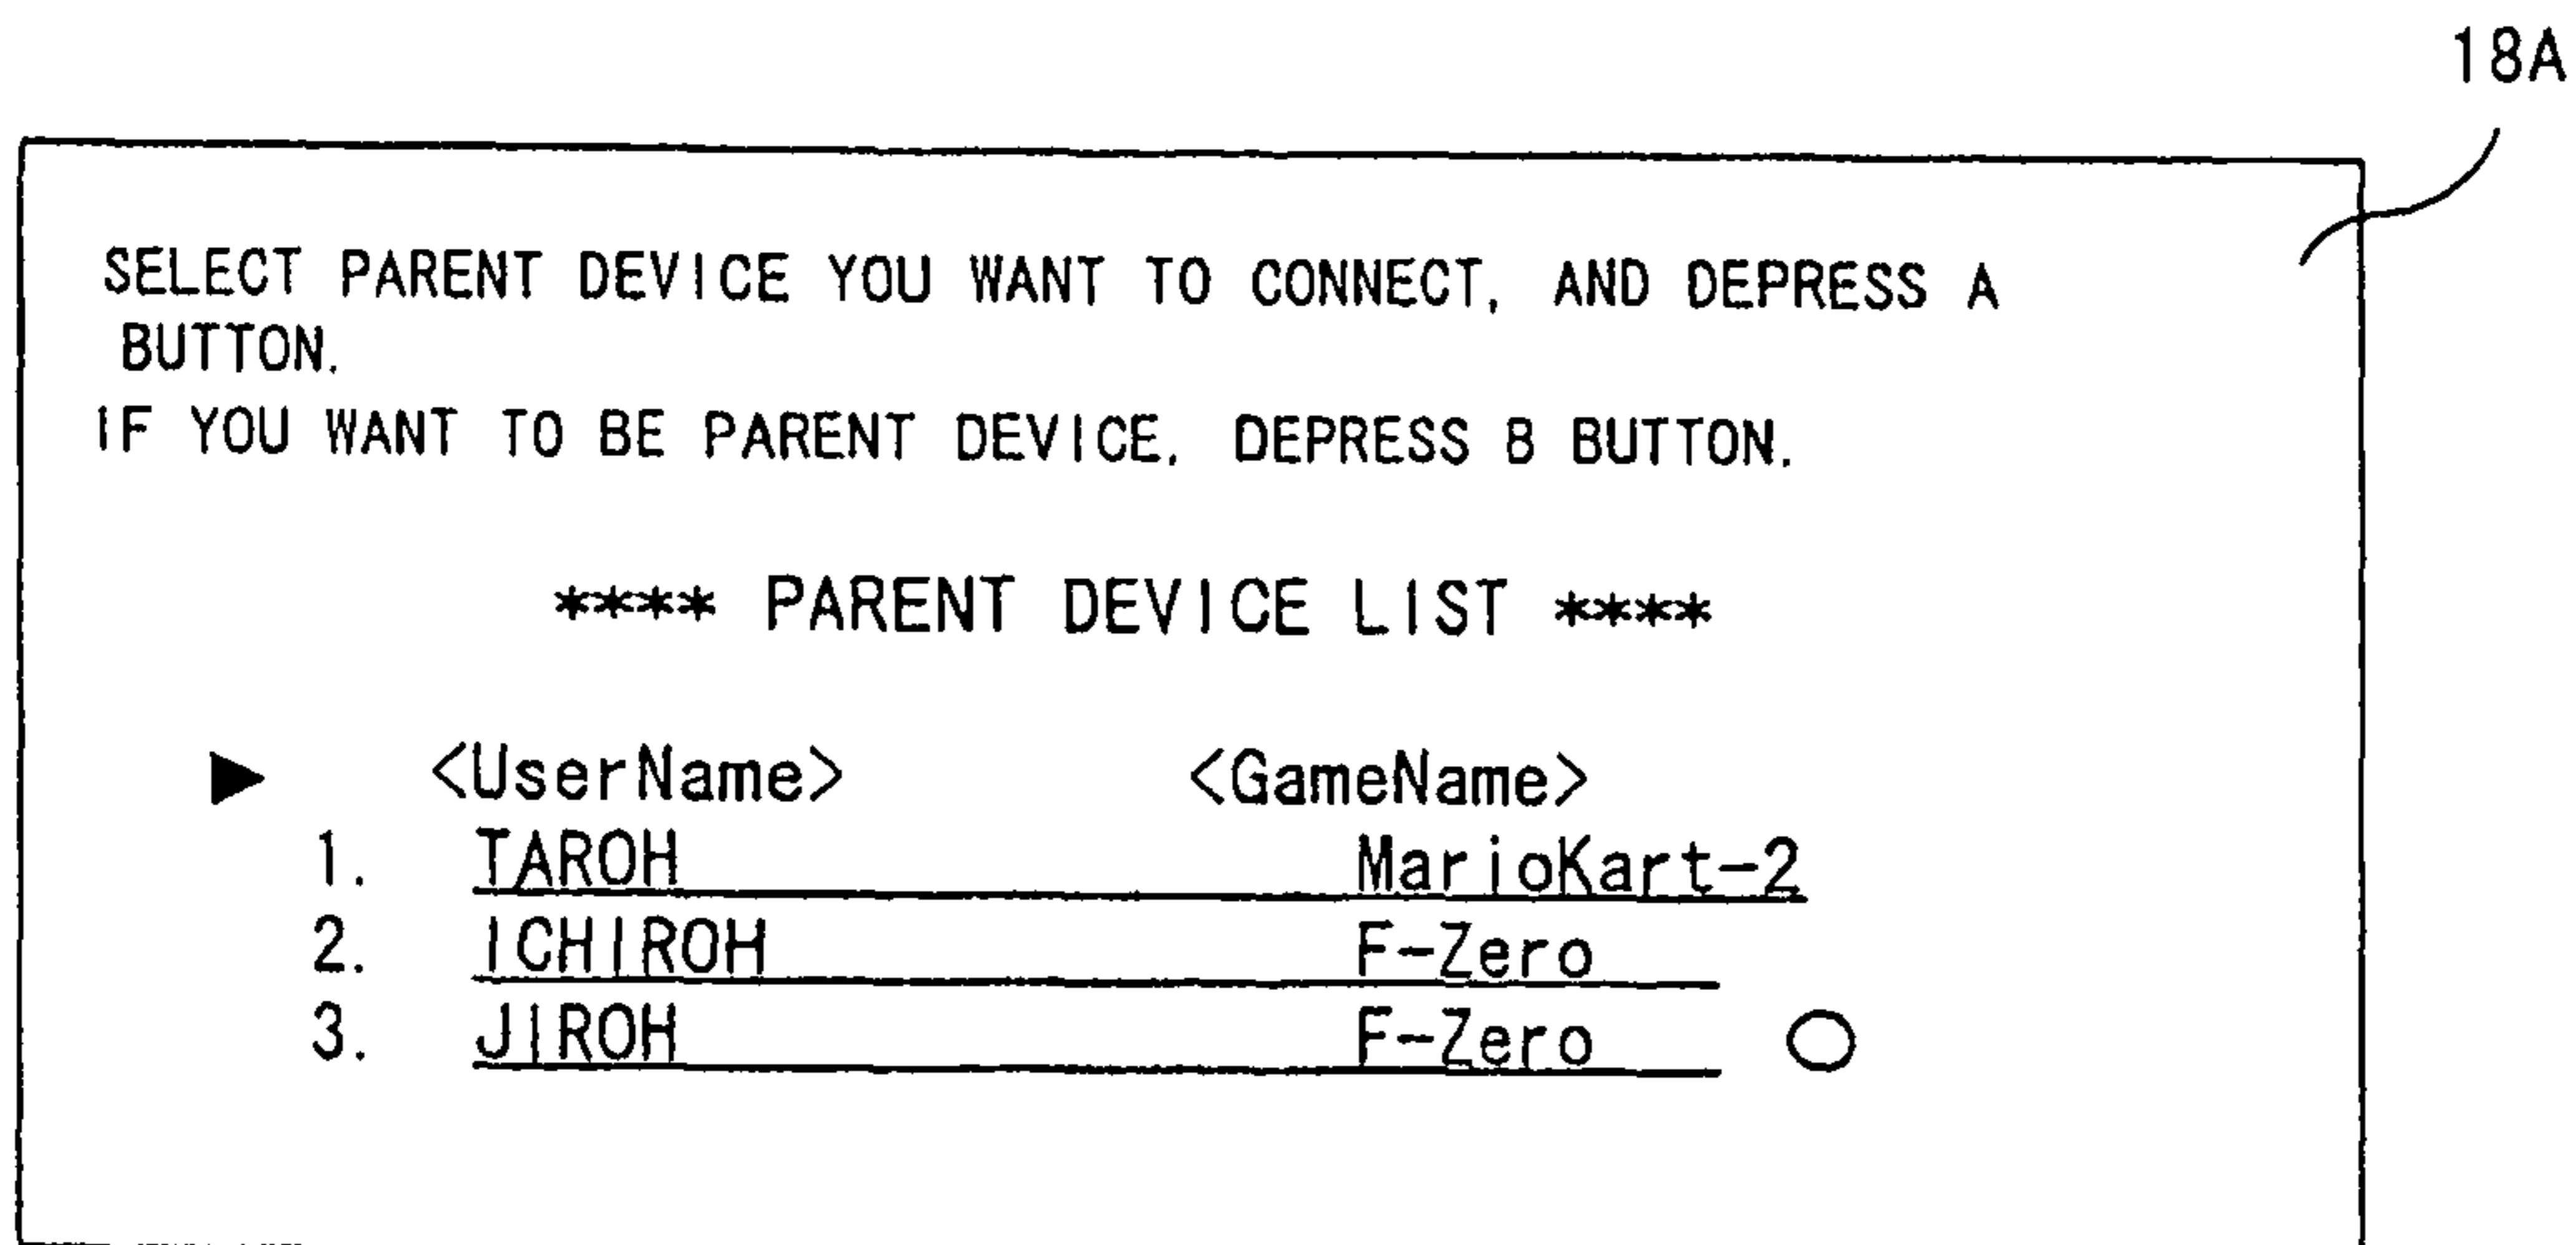 18A
SELECT PARENT DEVICE YOU WANT TO CONNECT, AND DEPRESS A
BUTTON.
IF YOU WANT TO BE PARENT DEVICE, DEPRESS B BUTTON.
**** PARENT DEVICE LIST ****
▶ <UserName> <GameName>
1. TAROH MarioKart-2
2. ICHIROH F-Zero
3. JIROH F-Zero ○